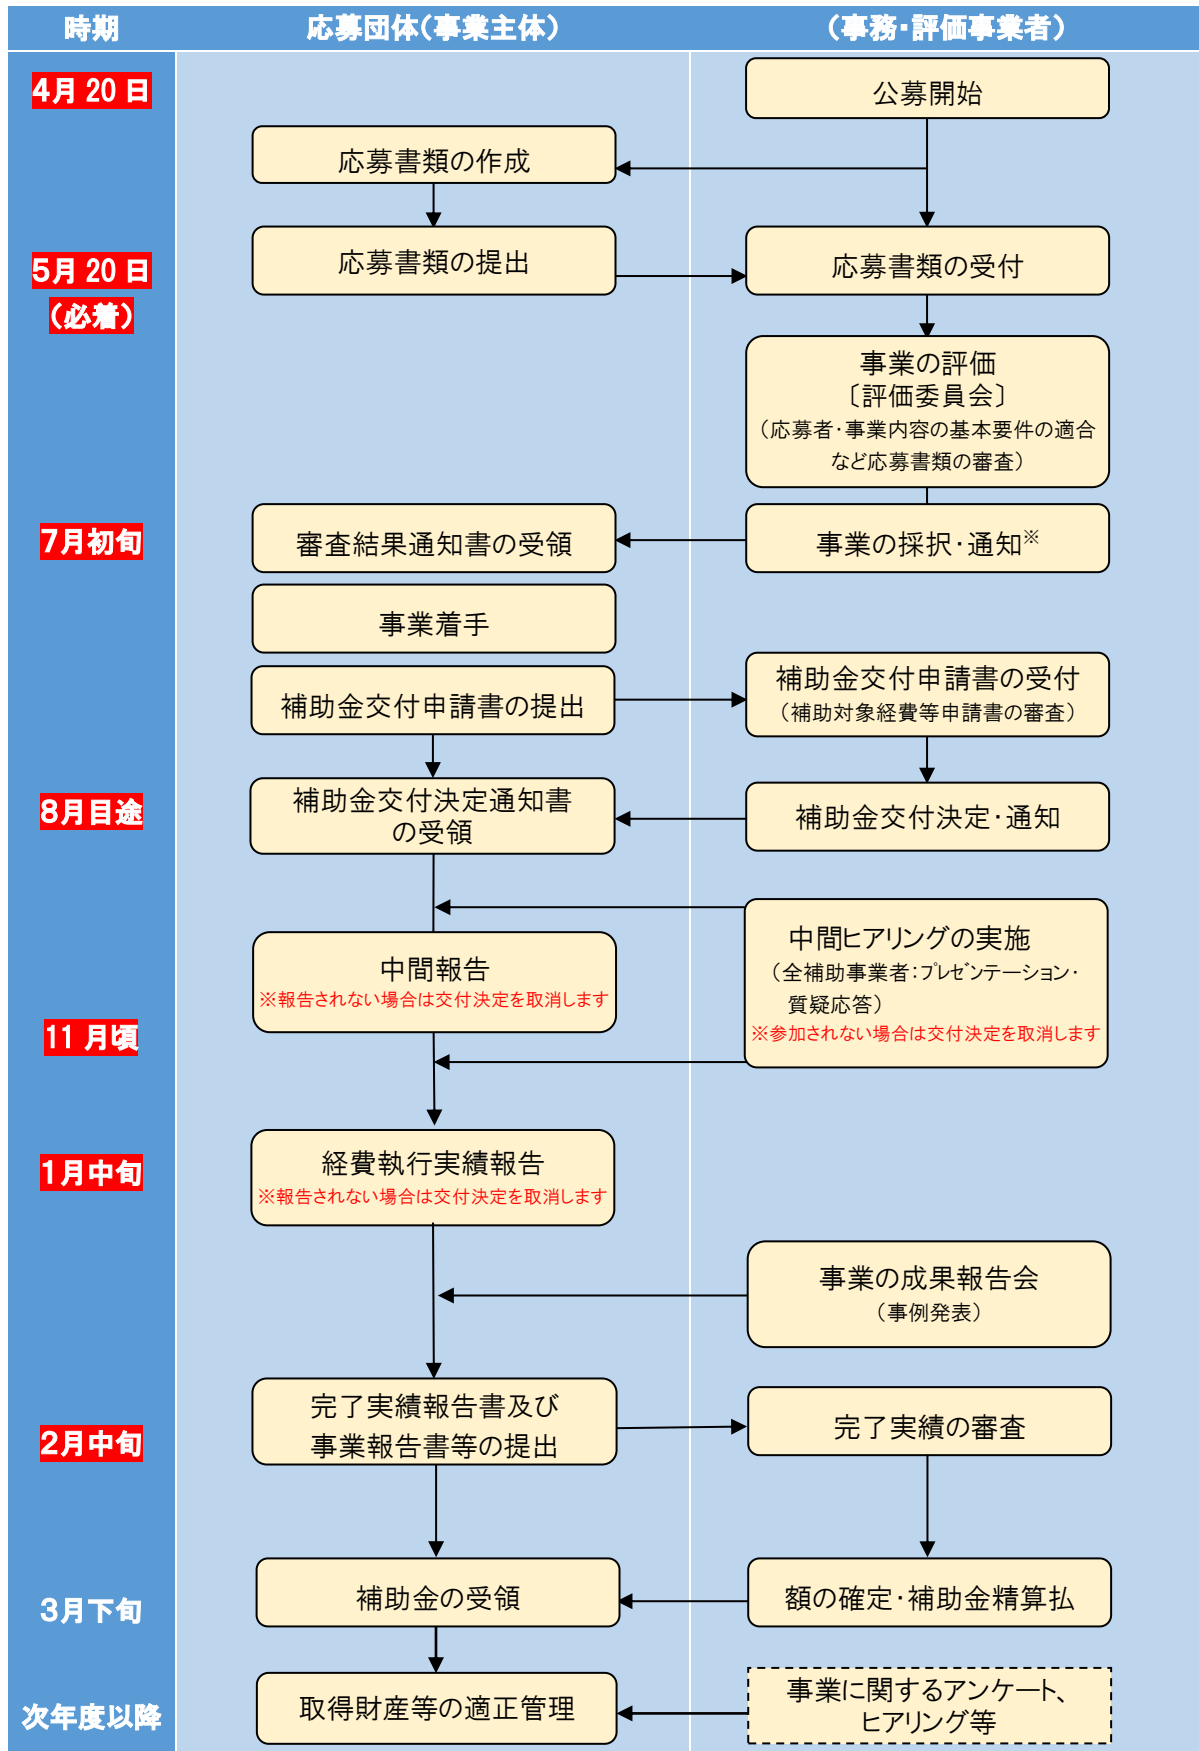 時期
応募団体(事業主体)
(事務・評価事業者)
4月 20 日
公募開始
応募書類の作成
5月 20 日
(必着)
応募書類の提出
応募書類の受付
事業の評価
〔評価委員会〕
(応募者・事業内容の基本要件の適合
など応募書類の審査)
7月初旬
審査結果通知書の受領
事業の採択・通知※
事業着手
補助金交付申請書の提出
補助金交付申請書の受付
(補助対象経費等申請書の審査)
8月目途
補助金交付決定通知書
の受領
補助金交付決定・通知
中間ヒアリングの実施
(全補助事業者:プレゼンテーション・
質疑応答)
※参加されない場合は交付決定を取消します
中間報告
※報告されない場合は交付決定を取消します
11 月頃
1月中旬
経費執行実績報告
※報告されない場合は交付決定を取消します
事業の成果報告会
(事例発表)
2月中旬
完了実績報告書及び
事業報告書等の提出
完了実績の審査
3月下旬
補助金の受領
額の確定・補助金精算払
次年度以降
取得財産等の適正管理
事業に関するアンケート、
ヒアリング等